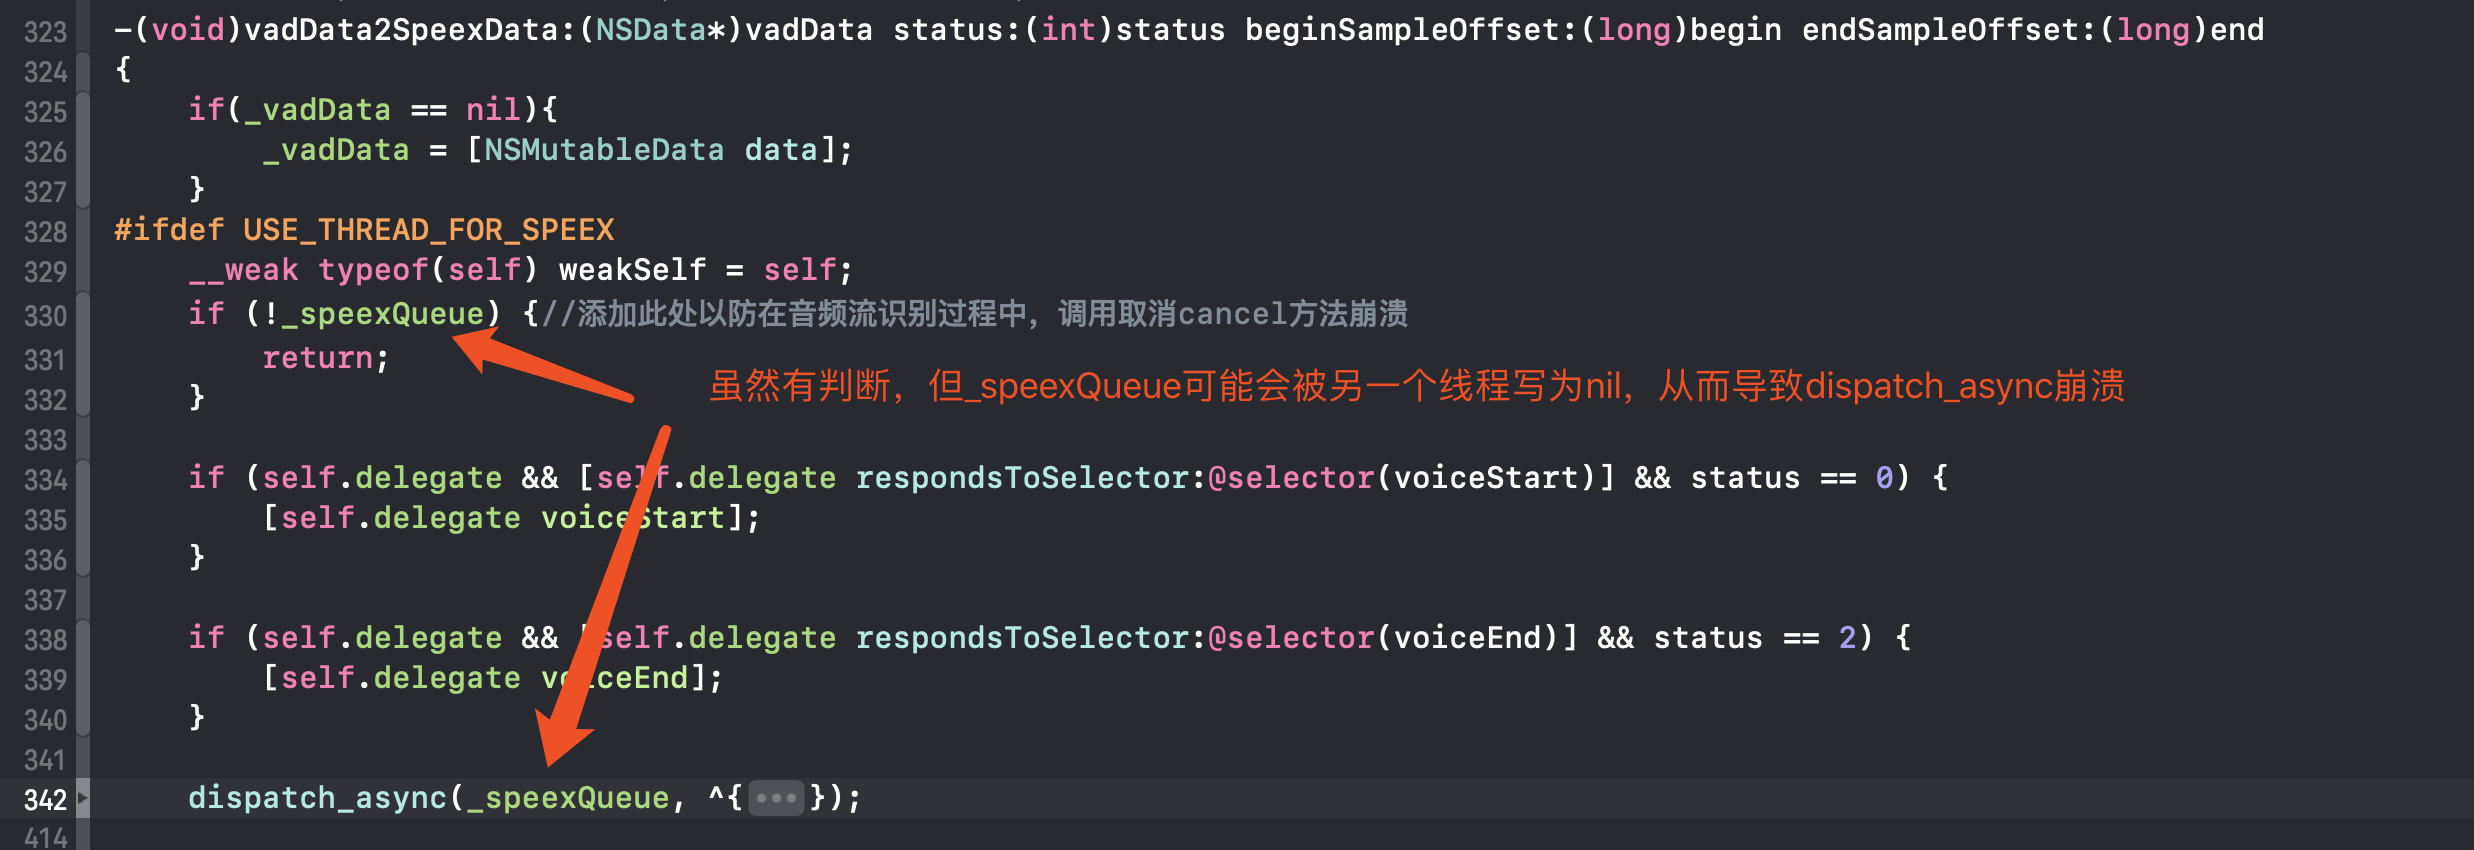 323 -(void)vadData2SpeexData:(NSData*)vadData status:(int)status beginSampleOffset:(long)begin endSampleOffset:(long)end
324 {
325 if(_vadData == nil){
326 _vadData = [NSMutableData data];
327 }
328 #ifdef USE_THREAD_FOR_SPEEX
329 __weak typeof(self) weakSelf = self;
330 if (!_speexQueue) {//添加此处以防在音频流识别过程中，调用取消cancel方法崩溃
331 return;
虽然有判断，但_speexQueue可能会被另一个线程写为nil，从而导致dispatch_async崩溃
332 }
333
334 if (self.delegate && [self.delegate respondsToSelector:@selector(voiceStart)] && status == 0) {
335 [self.delegate voiceStart];
336 }
337
338 if (self.delegate && [self.delegate respondsToSelector:@selector(voiceEnd)] && status == 2) {
339 [self.delegate voiceEnd];
340 }
341
342 dispatch_async(_speexQueue, ^{•••});
414